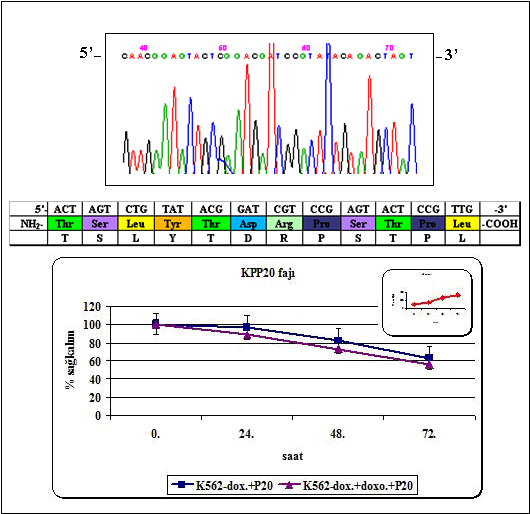 40 60 60 70
5’– CAACGGAGTACTCGGACGATCCGTATACAGACTAGT -3’
5'- ACT AGT CTG TAT ACG GAT CGT CCG AGT ACT CCG TTG -3'
NH2- Thr Ser Leu Tyr Thr Asp Arg Pro Ser Thr Pro Leu -COOH
T S L Y T D R P S T P L
KPP20 fajı
120
100
80
60
40
20
0
% sağkalım
0. 24. 48. 72.
saat
K562-dox.+P20 K562-dox.+doxo.+P20